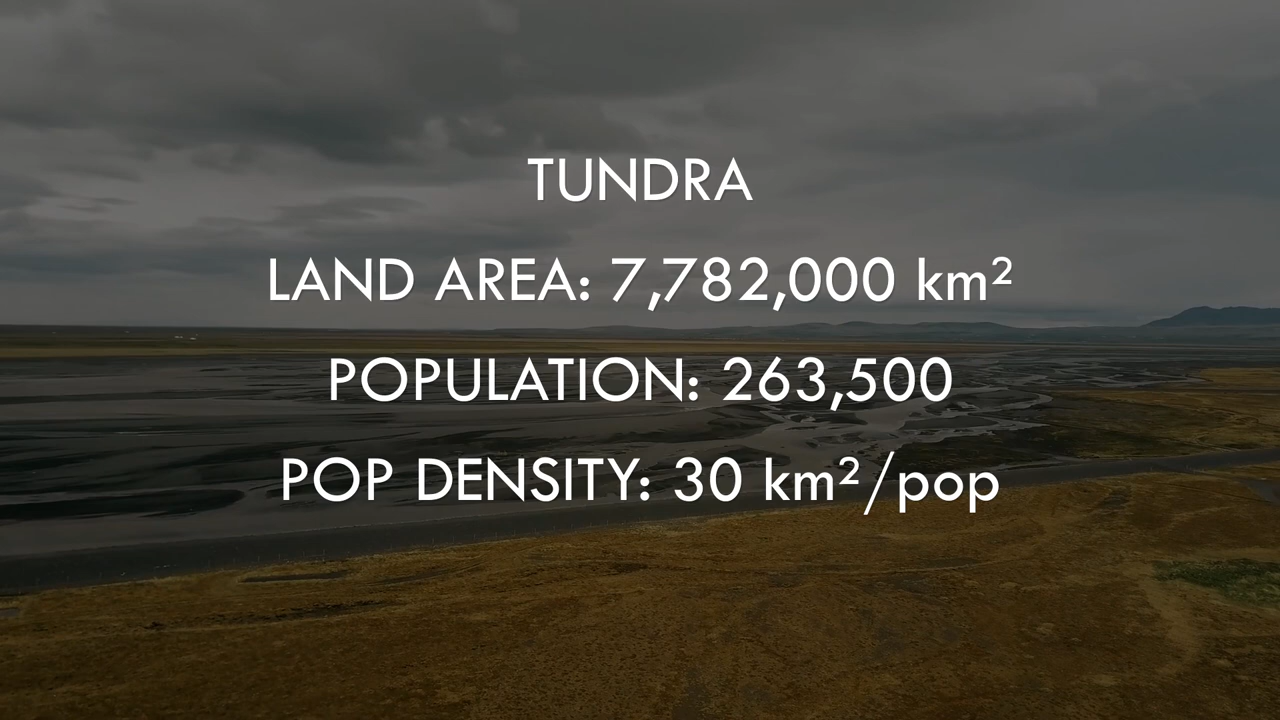 TUNDRA
LAND AREA: 7,782,000 km²
POPULATION: 263,500
POP DENSITY: 30 km²/pop